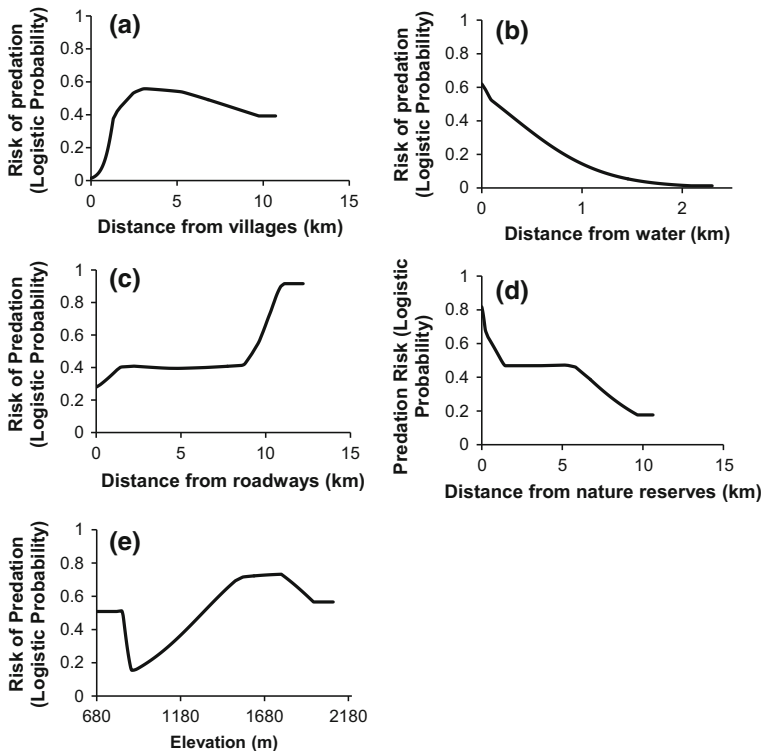 (a)
Risk of predation
(Logistic Probability)
1
0.8
0.6
0.4
0.2
0
0 5 10 15
Distance from villages (km)
(b)
Risk of predation
(Logistic Probability)
1
0.8
0.6
0.4
0.2
0
0 1 2
Distance from water (km)
(c)
Risk of Predation
(Logistic Probability)
1
0.8
0.6
0.4
0.2
0
0 5 10 15
Distance from roadways (km)
(d)
Predation Risk (Logistic
Probability)
1
0.8
0.6
0.4
0.2
0
0 5 10 15
Distance from nature reserves (km)
(e)
Risk of Predation
(Logistic Probability)
1
0.8
0.6
0.4
0.2
0
680 1180 1680 2180
Elevation (m)